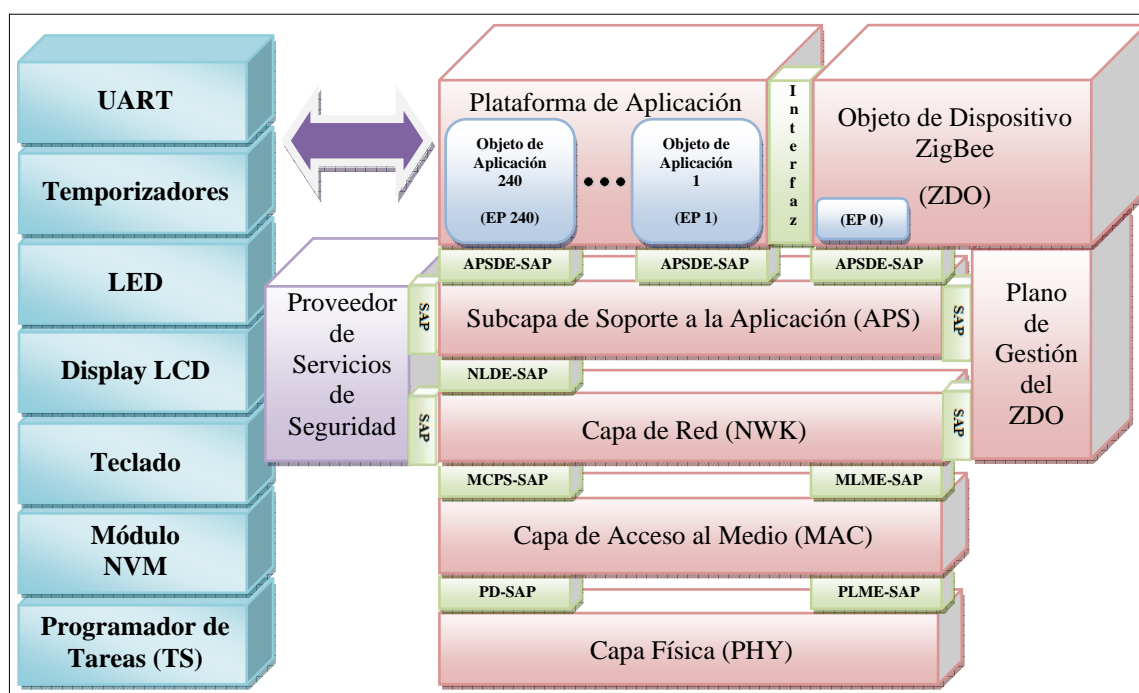 UART
Temporizadores
LED
Display LCD
Teclado
Módulo
NVM
Programador de
Tareas (TS)
Plataforma de Aplicación
Objeto de
Aplicación
240
(EP 240)
Objeto de
Aplicación
1
(EP 1)
Interfaz
Objeto de Dispositivo
ZigBee
(ZDO)
(EP 0)
APSDE-SAP
APSDE-SAP
APSDE-SAP
Proveedor
de
Servicios
de
Seguridad
SAP
Subcapa de Soporte a la Aplicación (APS)
SAP
Plano
de
Gestión
del
ZDO
NLDE-SAP
SAP
Capa de Red (NWK)
SAP
MCPS-SAP
MLME-SAP
Capa de Acceso al Medio (MAC)
PD-SAP
PLME-SAP
Capa Física (PHY)